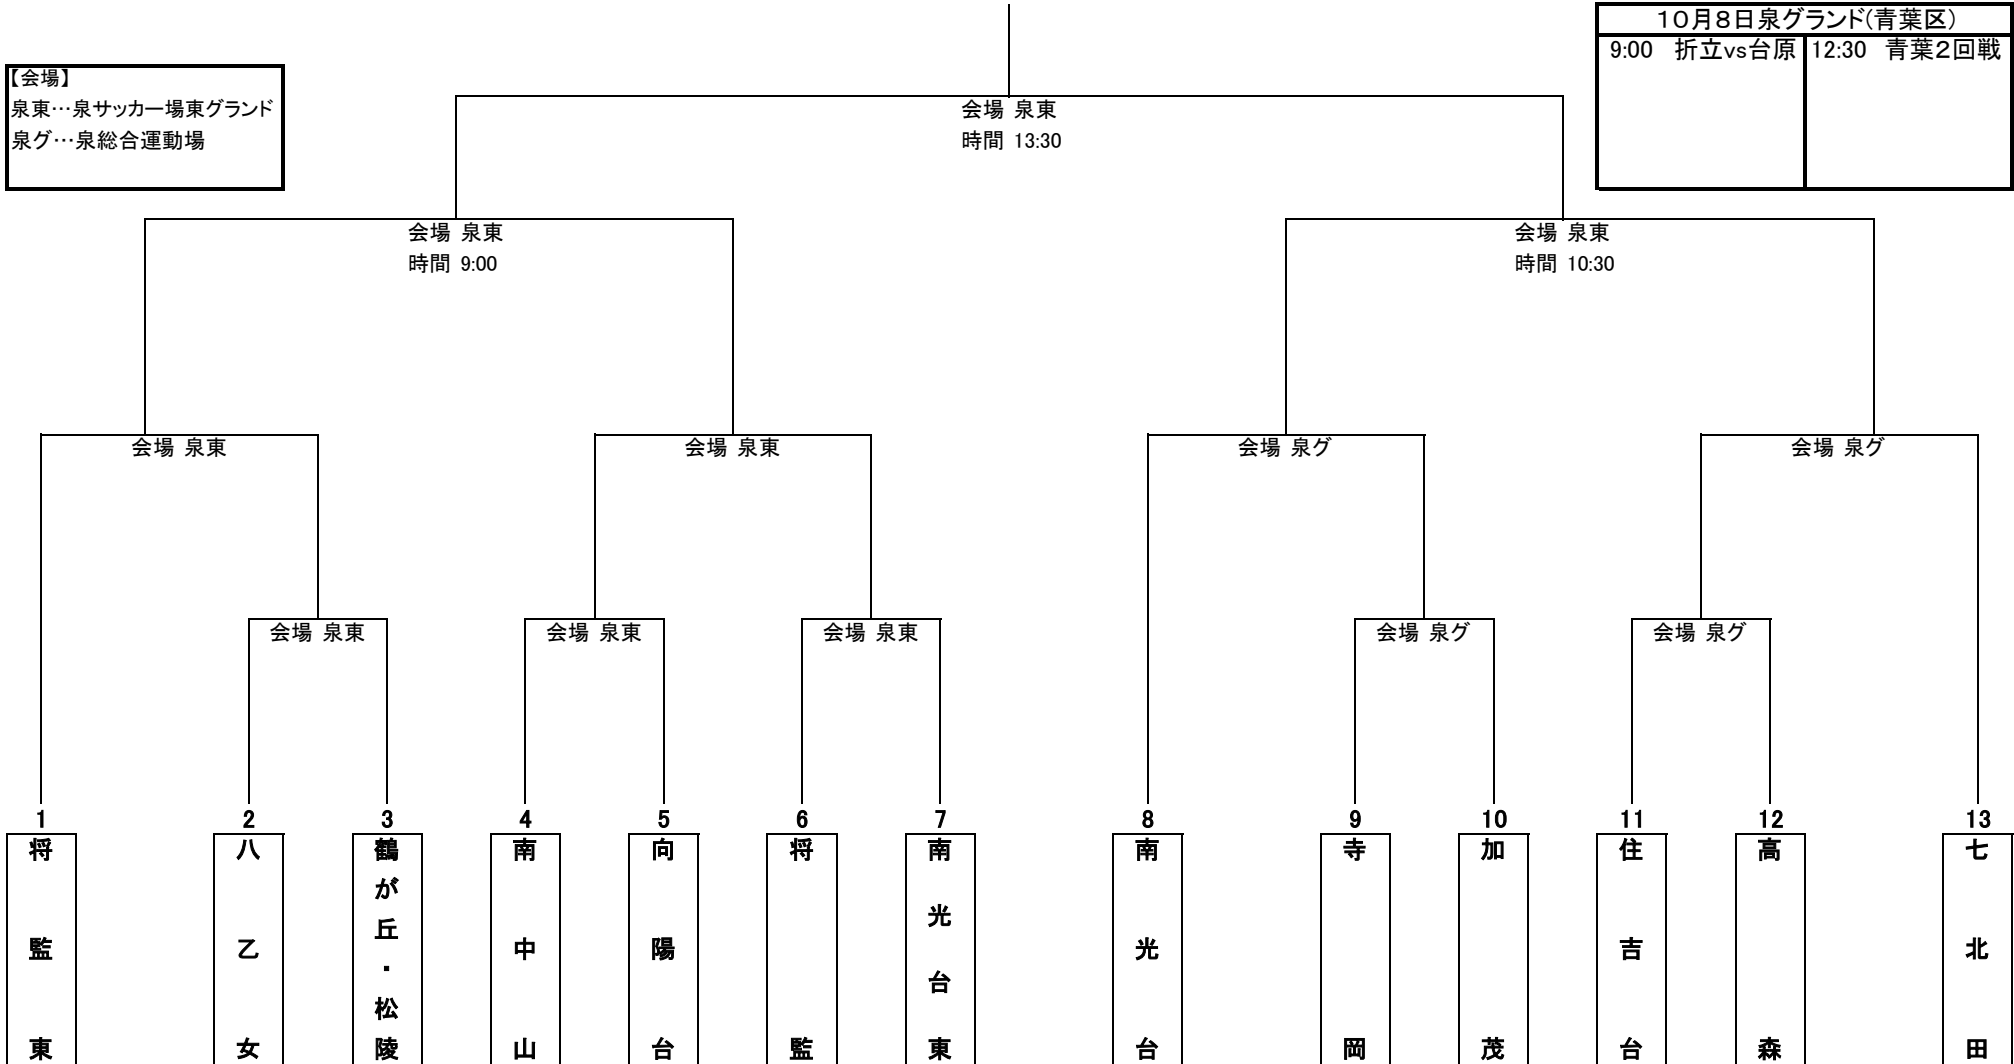 10月8日泉グランド(青葉区)
9:00 折立vs台原
12:30 青葉2回戦
【会場】
泉東…泉サッカー場東グランド
泉グ…泉総合運動場
会場 泉東
時間 13:30
会場 泉東
時間 9:00
会場 泉東
時間 10:30
会場 泉東
会場 泉東
会場 泉グ
会場 泉グ
会場 泉東
会場 泉東
会場 泉東
会場 泉グ
会場 泉グ
1
将監東
2
八乙女
3
鶴が丘・松陵
4
南中山
5
向陽台
6
将監
7
南光台東
8
南光台
9
寺岡
10
加茂
11
住吉台
12
高森
13
七北田